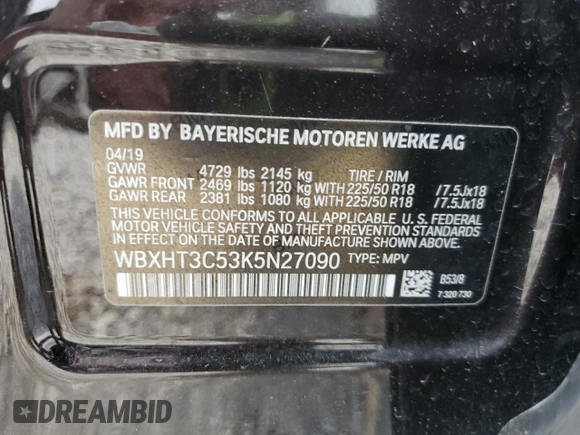 MFD BY BAYERISCHE MOTOREN WERKE AG
04/19
GVWR 4729 lbs 2145 kg TIRE / RIM
GAWR FRONT 2469 lbs 1120 kg WITH 225/50 R18 /7.5Jx18
GAWR REAR 2381 lbs 1080 kg WITH 225/50 R18 /7.5Jx18
THIS VEHICLE CONFORMS TO ALL APPLICABLE U. S. FEDERAL
MOTOR VEHICLE SAFETY, BUMPER, AND THEFT PREVENTION
STANDARDS IN EFFECT ON THE DATE OF MANUFACTURE SHOWN ABOVE.
WBXHT3C53K5N27090 TYPE: MPV
B53/8
7 320 730
DREAMBID